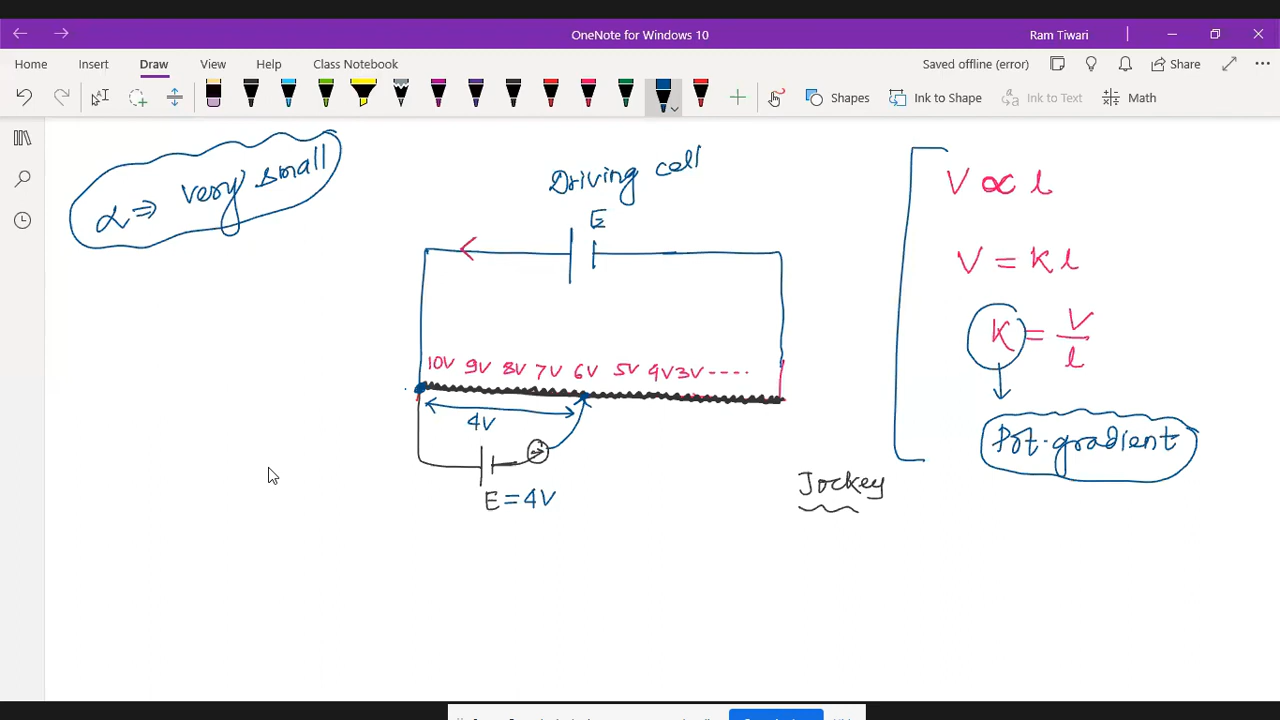 OneNote for Windows 10
Ram Tiwari
Home
Insert
Draw
View
Help
Class Notebook
Saved offline (error)
Share
Shapes
Ink to Shape
Ink to Text
Math
α ⇒ very small
Driving cell
E
10V 9V 8V 7V 6V 5V 4V 3V ----
4V
E = 4V
Jockey
V ∝ l
V = K l
K = V/l
Pot. gradient